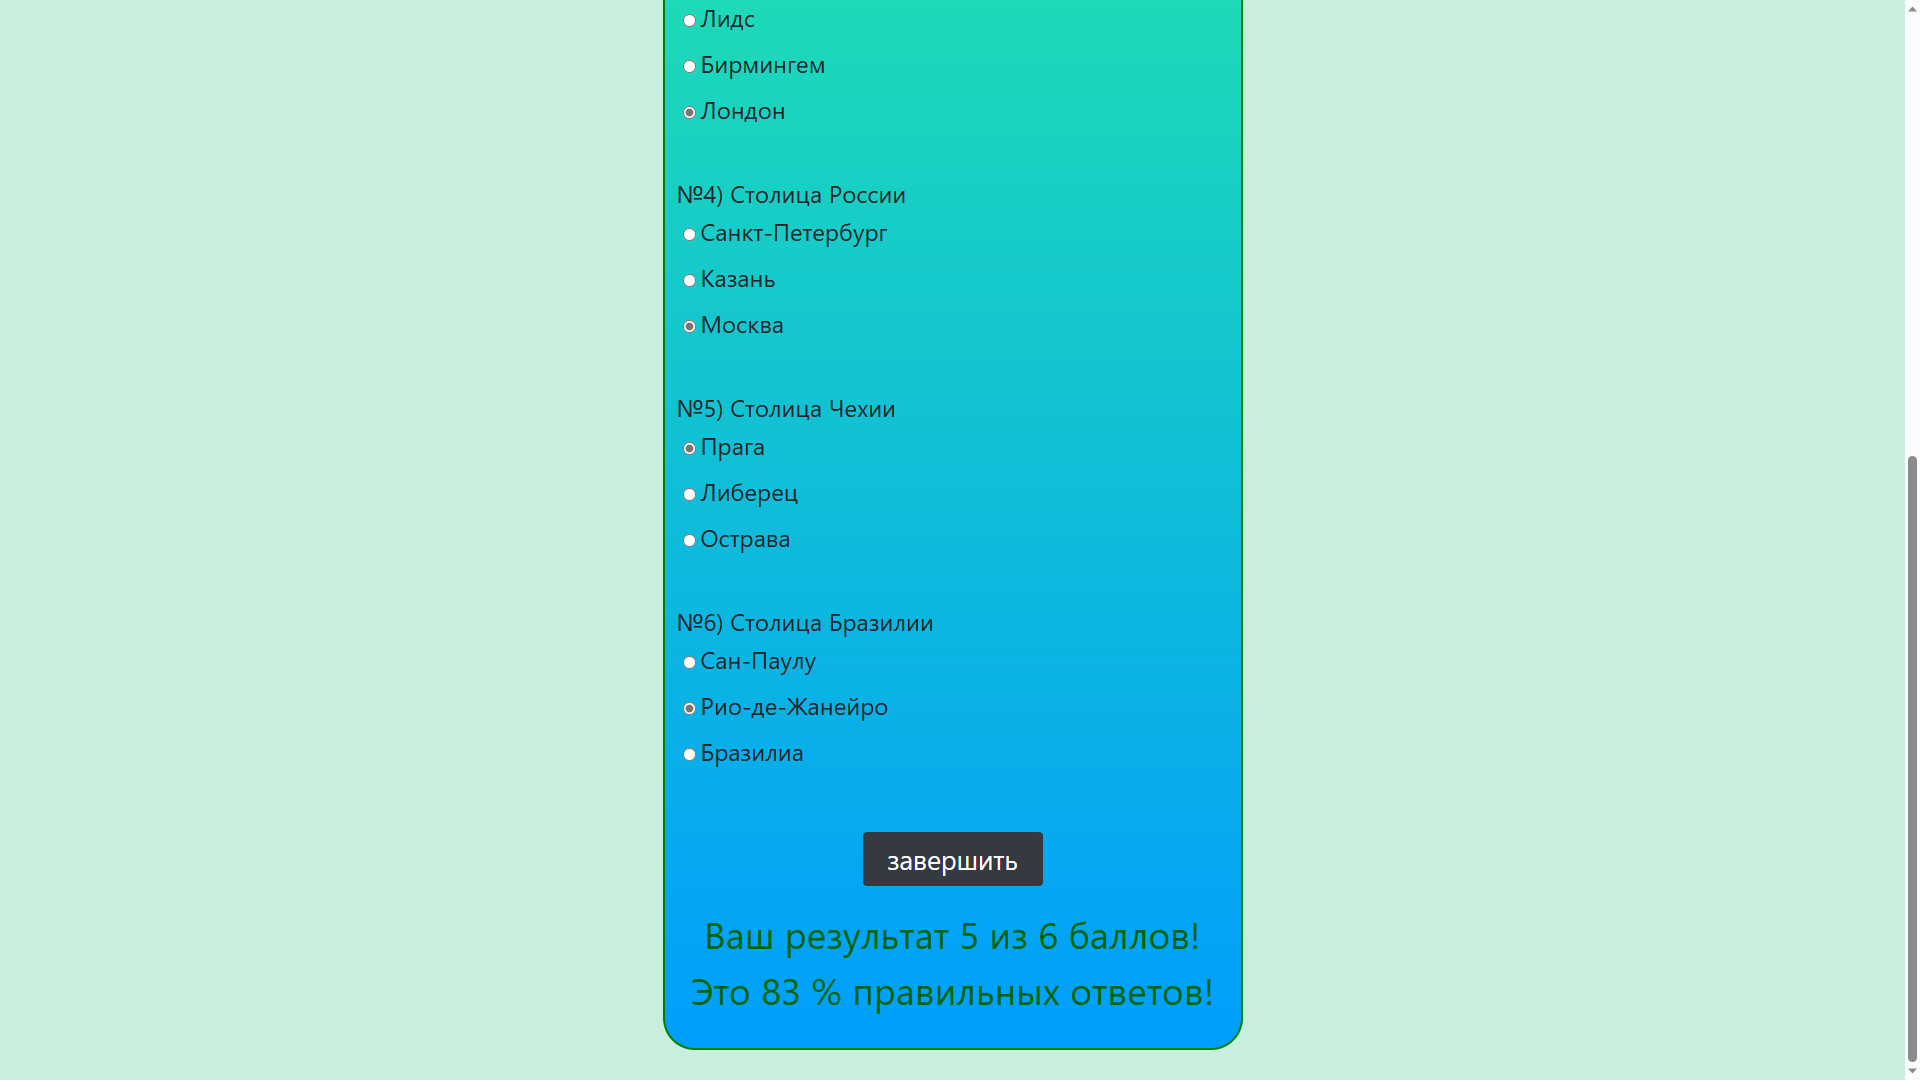 Лидс
Бирмингем
Лондон
№4) Столица России
Санкт-Петербург
Казань
Москва
№5) Столица Чехии
Прага
Либерец
Острава
№6) Столица Бразилии
Сан-Паулу
Рио-де-Жанейро
Бразилиа
завершить
Ваш результат 5 из 6 баллов!
Это 83 % правильных ответов!